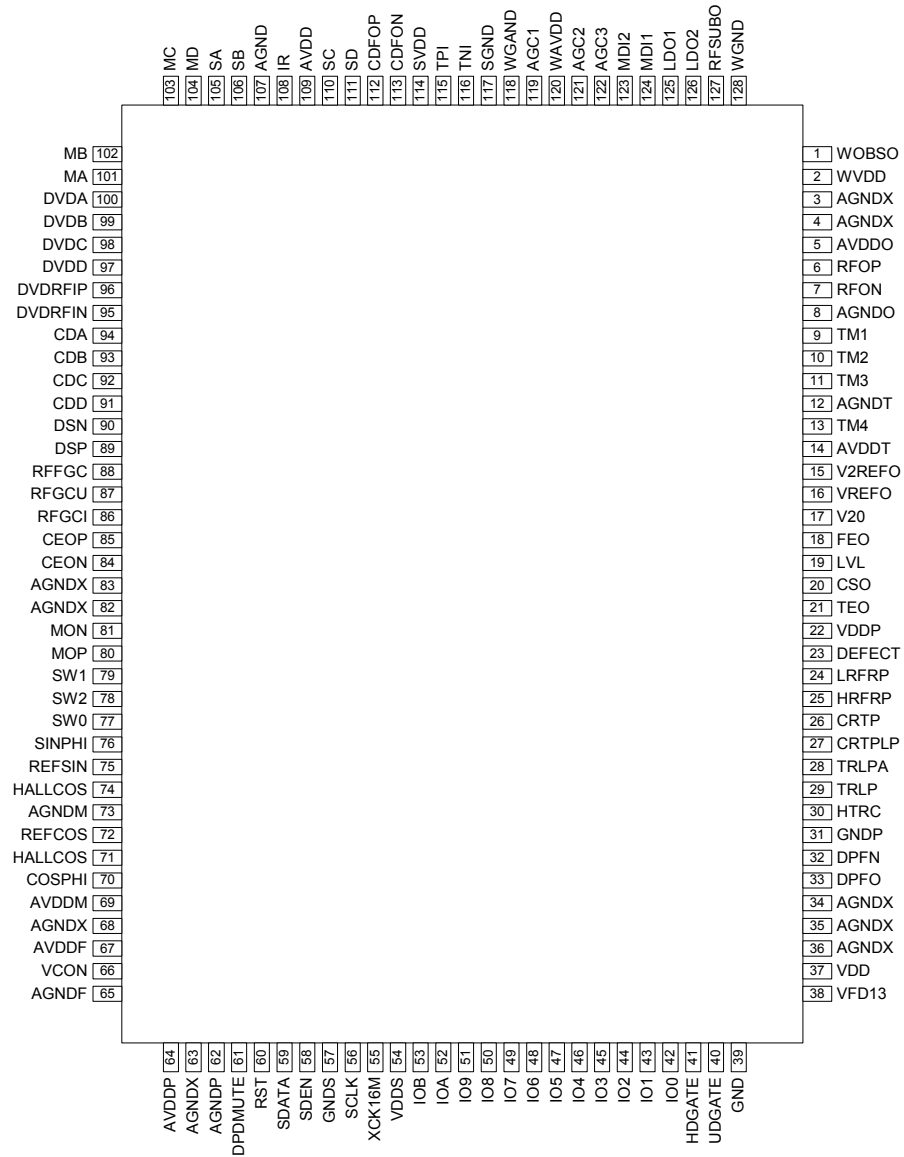 MC MD SA SB AGND IR AVDD SC SD CDFOP CDFON SVDD TPI TNI SGND WGAND AGC1 WAVDD AGC2 AGC3 MDI2 MDI1 LDO1 LDO2 RFSUBO WGND
103 104 105 106 107 108 109 110 111 112 113 114 115 116 117 118 119 120 121 122 123 124 125 126 127 128
MB 102
MA 101
DVDA 100
DVDB 99
DVDC 98
DVDD 97
DVDRFIP 96
DVDRFIN 95
CDA 94
CDB 93
CDC 92
CDD 91
DSN 90
DSP 89
RFFGC 88
RFGCU 87
RFGCI 86
CEOP 85
CEON 84
AGNDX 83
AGNDX 82
MON 81
MOP 80
SW1 79
SW2 78
SW0 77
SINPHI 76
REFSIN 75
HALLCOS 74
AGNDM 73
REFCOS 72
HALLCOS 71
COSPHI 70
AVDDM 69
AGNDX 68
AVDDF 67
VCON 66
AGNDF 65
1 WOBSO
2 WVDD
3 AGNDX
4 AGNDX
5 AVDDO
6 RFOP
7 RFON
8 AGNDO
9 TM1
10 TM2
11 TM3
12 AGNDT
13 TM4
14 AVDDT
15 V2REFO
16 VREFO
17 V20
18 FEO
19 LVL
20 CSO
21 TEO
22 VDDP
23 DEFECT
24 LRFRP
25 HRFRP
26 CRTP
27 CRTPLP
28 TRLPA
29 TRLP
30 HTRC
31 GNDP
32 DPFN
33 DPFO
34 AGNDX
35 AGNDX
36 AGNDX
37 VDD
38 VFD13
64 63 62 61 60 59 58 57 56 55 54 53 52 51 50 49 48 47 46 45 44 43 42 41 40 39
AVDDP AGNDX AGNDP DPDMUTE RST SDATA SDEN GNDS SCLK XCK16M VDDS IOB IOA IO9 IO8 IO7 IO6 IO5 IO4 IO3 IO2 IO1 IO0 HDGATE UDGATE GND